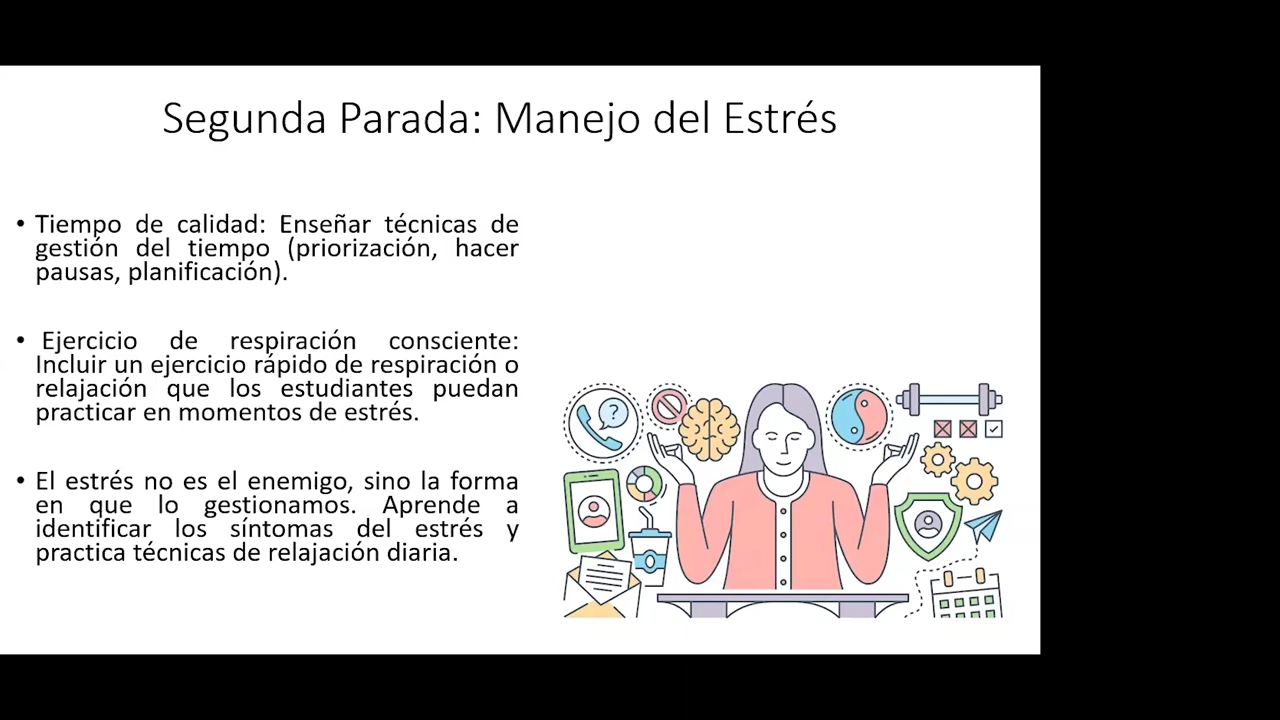 Segunda Parada: Manejo del Estrés
• Tiempo de calidad: Enseñar técnicas de
gestión del tiempo (priorización, hacer
pausas, planificación).
• Ejercicio de respiración consciente:
Incluir un ejercicio rápido de respiración o
relajación que los estudiantes puedan
practicar en momentos de estrés.
• El estrés no es el enemigo, sino la forma
en que lo gestionamos. Aprende a
identificar los síntomas del estrés y
practica técnicas de relajación diaria.
?